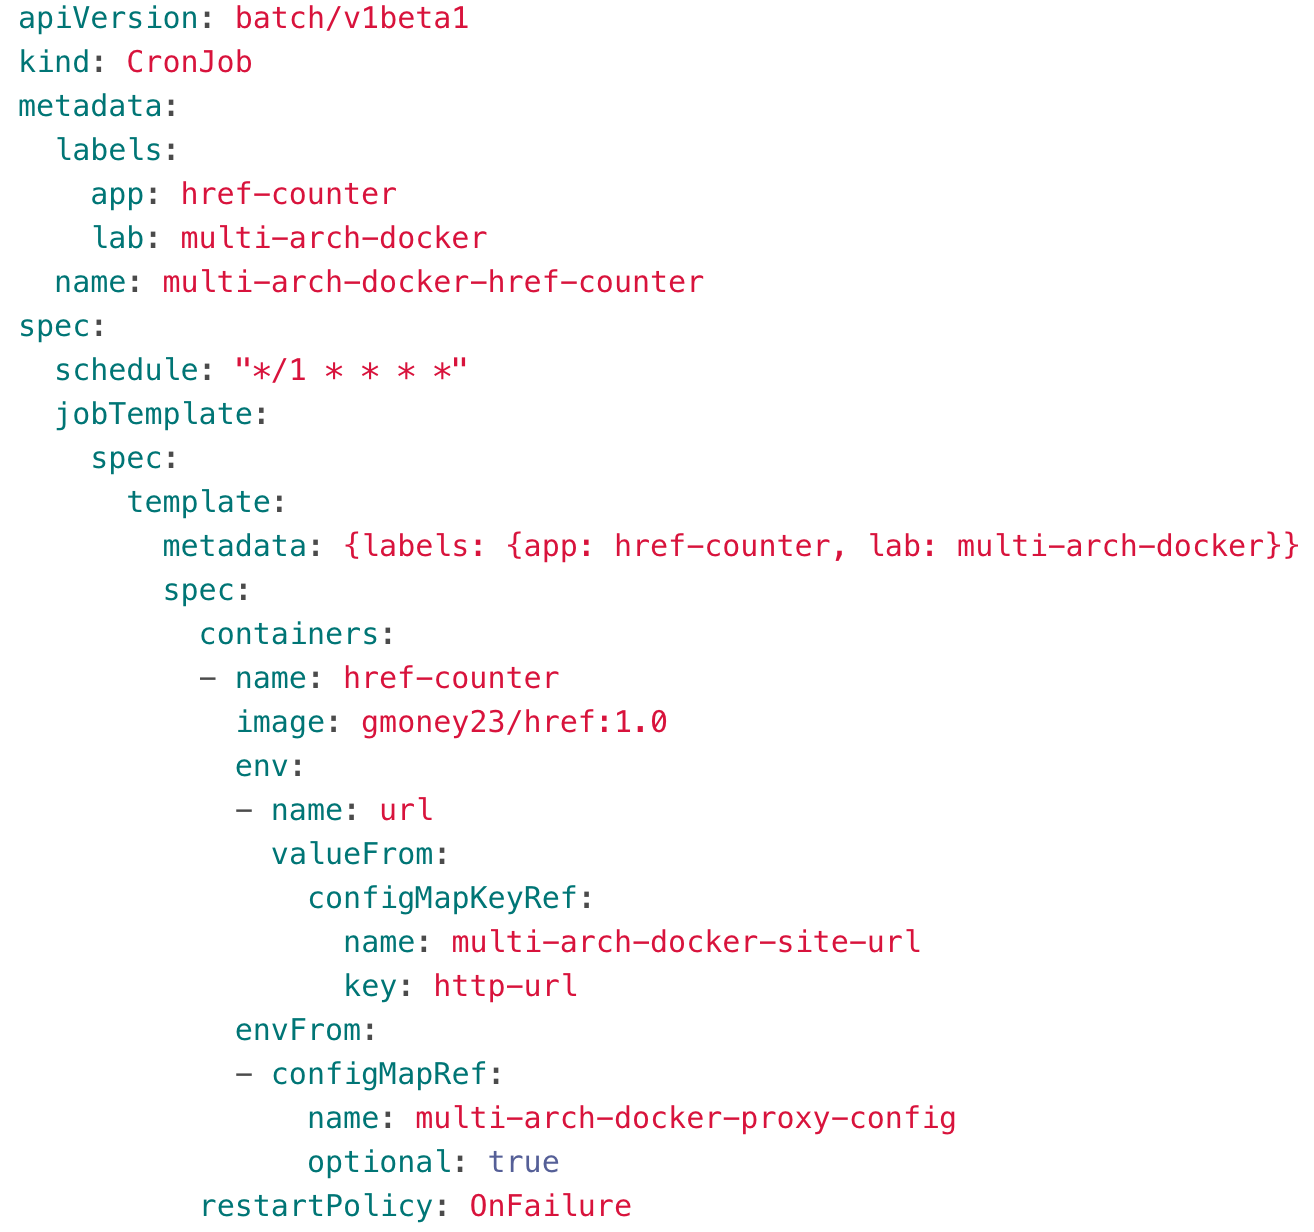 apiVersion: batch/v1beta1
kind: CronJob
metadata:
  labels:
    app: href-counter
    lab: multi-arch-docker
  name: multi-arch-docker-href-counter
spec:
  schedule: "*/1 * * * *"
  jobTemplate:
    spec:
      template:
        metadata: {labels: {app: href-counter, lab: multi-arch-docker}}
        spec:
          containers:
          - name: href-counter
            image: gmoney23/href:1.0
            env:
            - name: url
              valueFrom:
                configMapKeyRef:
                  name: multi-arch-docker-site-url
                  key: http-url
            envFrom:
            - configMapRef:
                name: multi-arch-docker-proxy-config
                optional: true
          restartPolicy: OnFailure